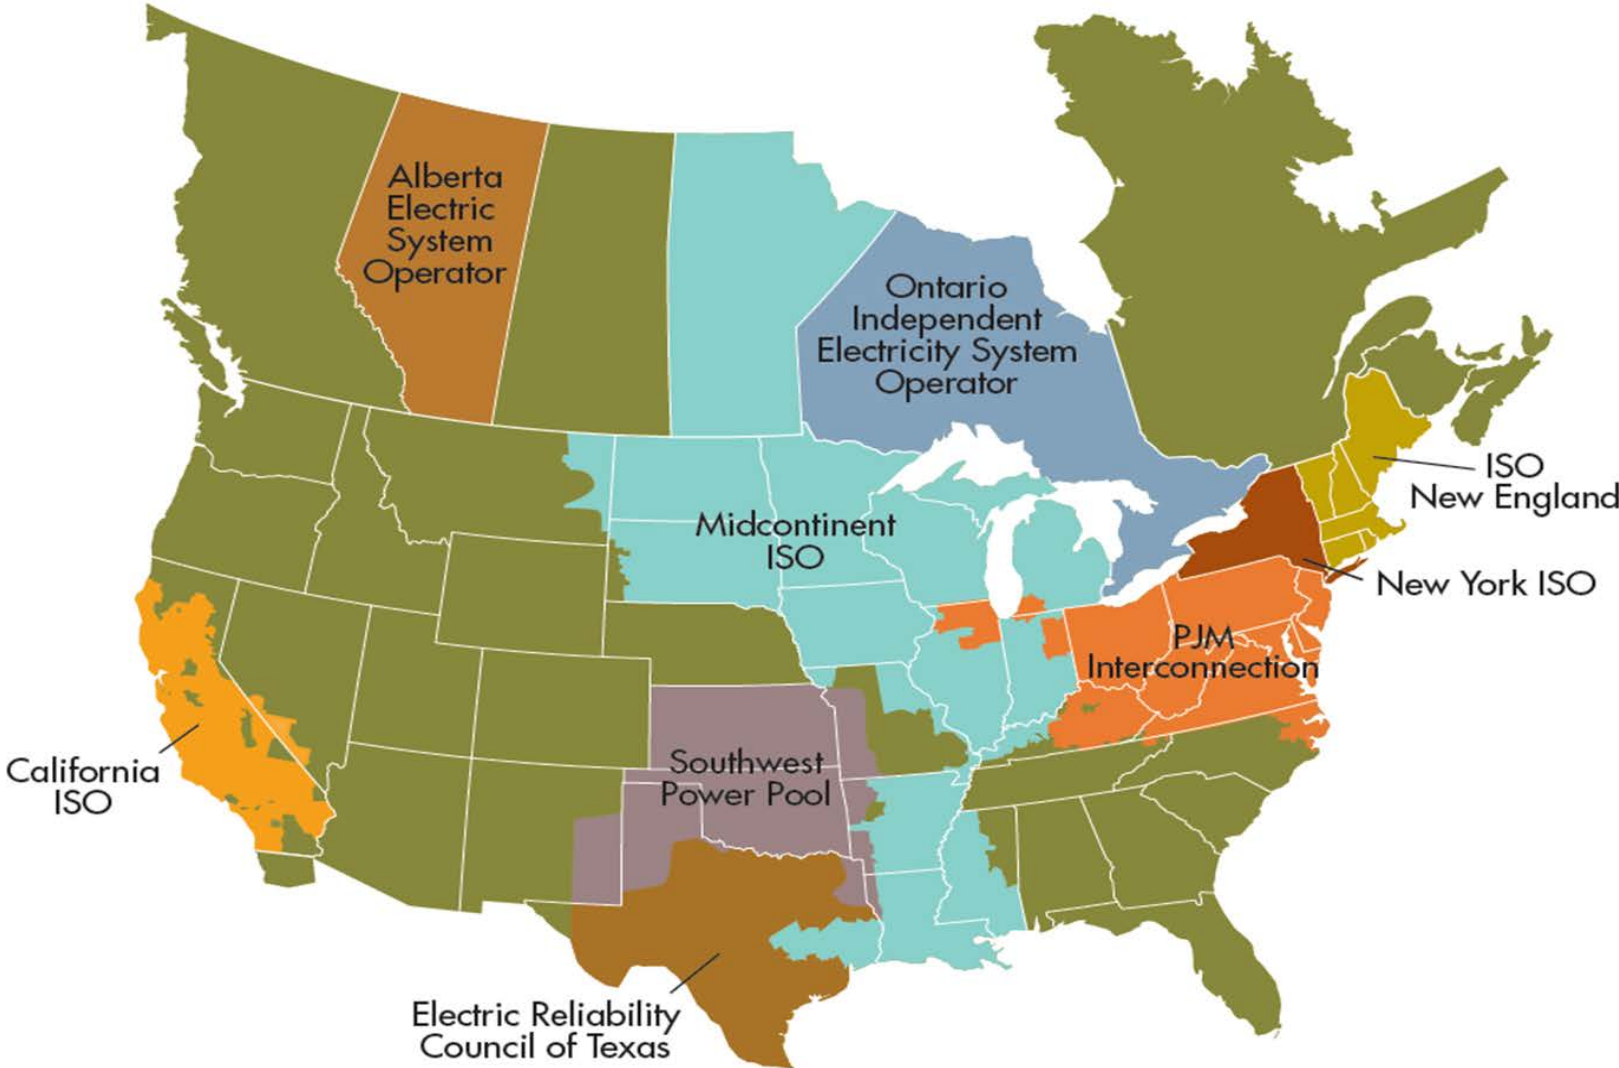 Alberta
Electric
System
Operator
Ontario
Independent
Electricity System
Operator
ISO
New England
Midcontinent
ISO
New York ISO
PJM
Interconnection
California
ISO
Southwest
Power Pool
Electric Reliability
Council of Texas